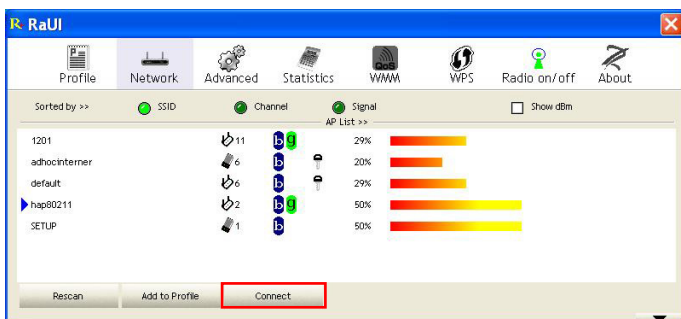 R RaUI
Profile Network Advanced Statistics QoS WMM WPS Radio on/off About
Sorted by >> SSID Channel Signal Show dBm
AP List >>
1201 11 b g 29%
adhocinterner 6 b 20%
default 6 b 29%
hap80211 2 b g 50%
SETUP 1 b 50%
Rescan Add to Profile Connect